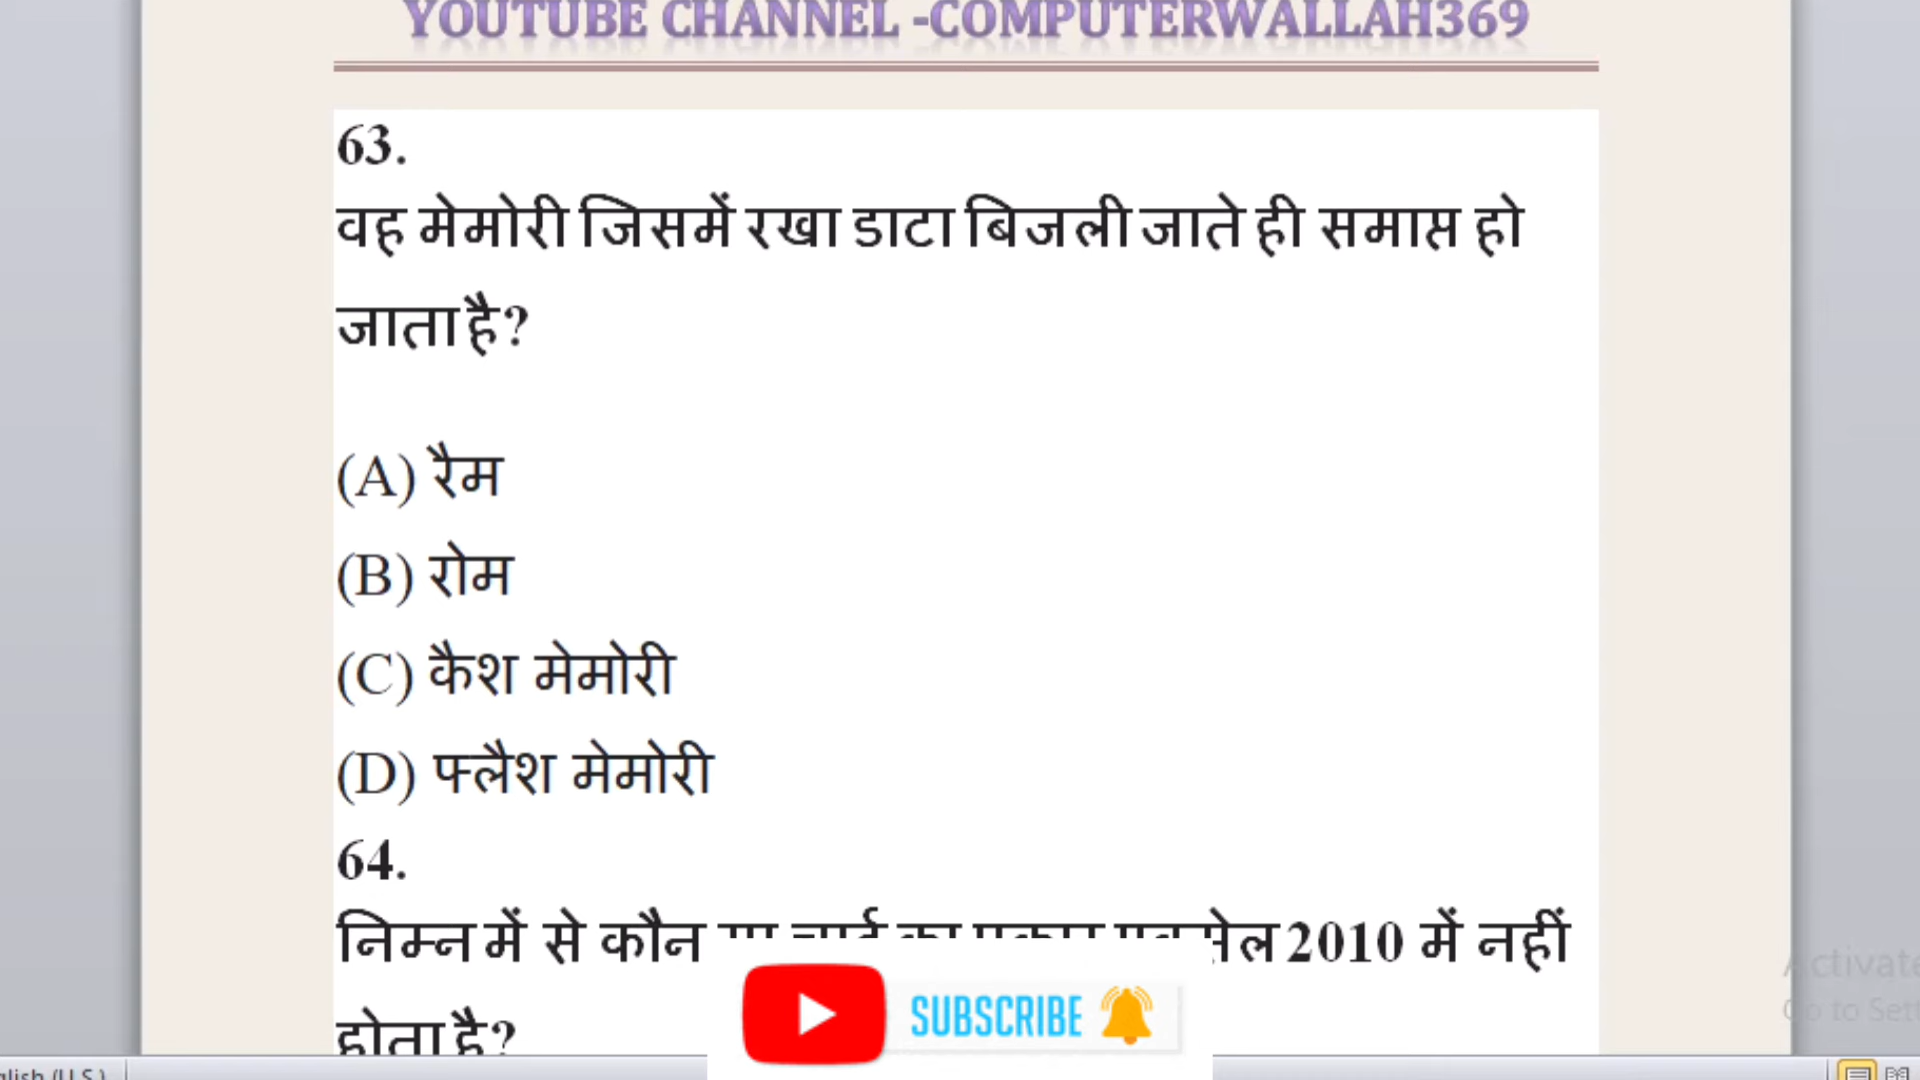 YOUTUBE CHANNEL -COMPUTERWALLAH369
63.
वह मेमोरी जिसमें रखा डाटा बिजली जाते ही समाप्त हो
जाता है?
(A) रैम
(B) रोम
(C) कैश मेमोरी
(D) फ्लैश मेमोरी
64.
निम्न में से कौन 2010 में नहीं
होता है?
SUBSCRIBE